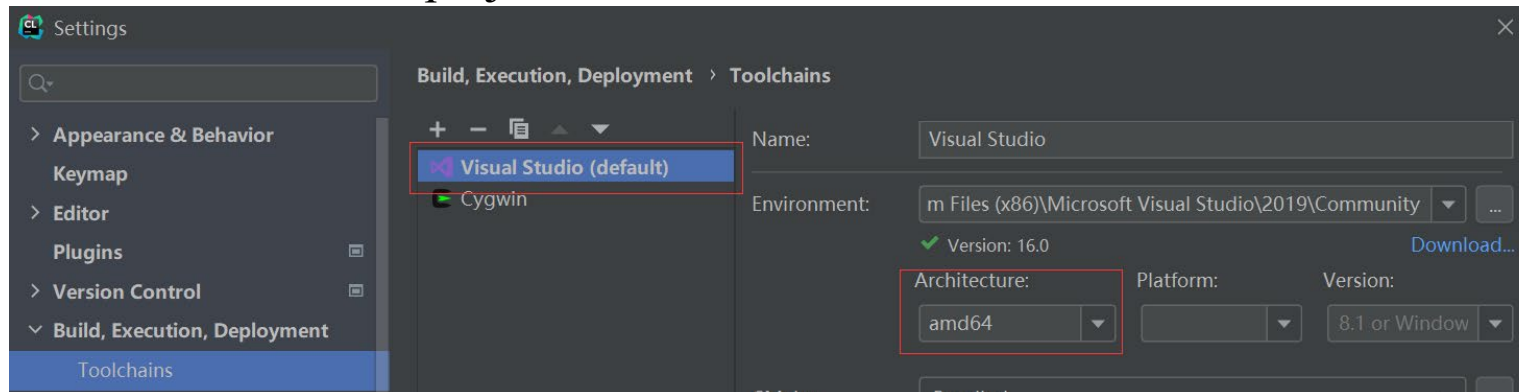 Settings
Build, Execution, Deployment › Toolchains
Appearance & Behavior
Keymap
Editor
Plugins
Version Control
Build, Execution, Deployment
Toolchains
Visual Studio (default)
Cygwin
Name: Visual Studio
Environment: m Files (x86)\Microsoft Visual Studio\2019\Community ...
Version: 16.0 Download...
Architecture: Platform: Version:
amd64 8.1 or Window